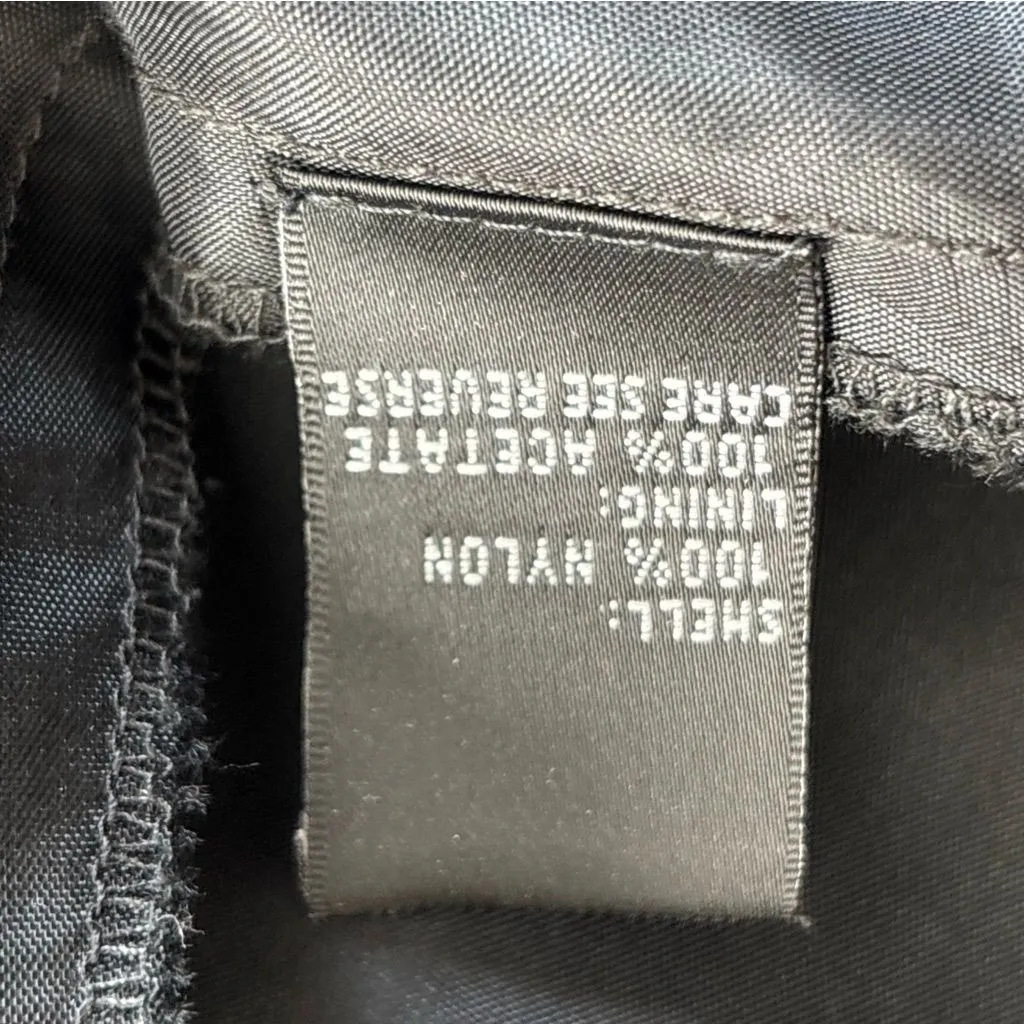 SHELL:
100% NYLON
LINING:
100% ACETATE
CARE SEE REVERSE